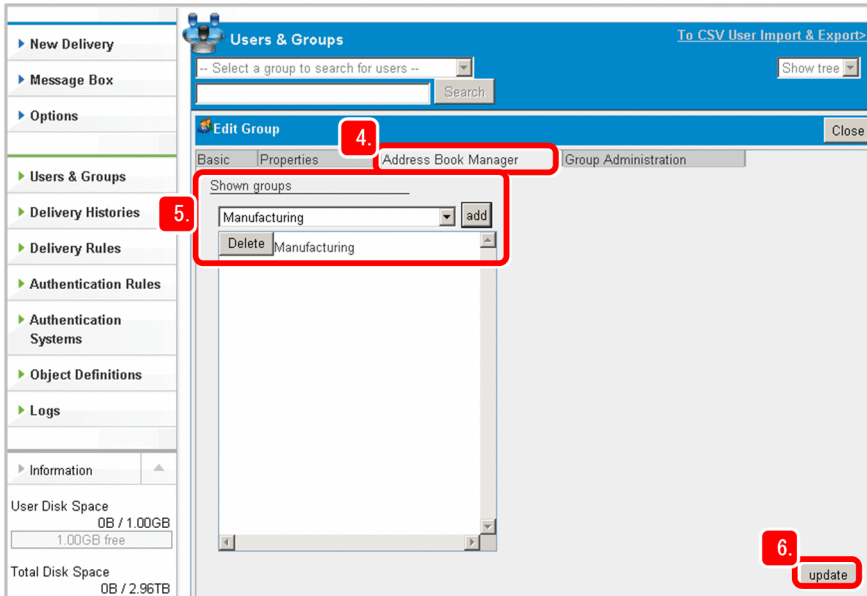 New Delivery
Message Box
Options
Users & Groups
Delivery Histories
Delivery Rules
Authentication Rules
Authentication
Systems
Object Definitions
Logs
Information
User Disk Space
0B / 1.00GB
1.00GB free
Total Disk Space
0B / 2.96TB
Users & Groups
To CSV User Import & Export>
-- Select a group to search for users --
Show tree
Search
Edit Group
Close
4.
Basic Properties Address Book Manager Group Administration
5.
Shown groups
Manufacturing add
Delete Manufacturing
6.
update